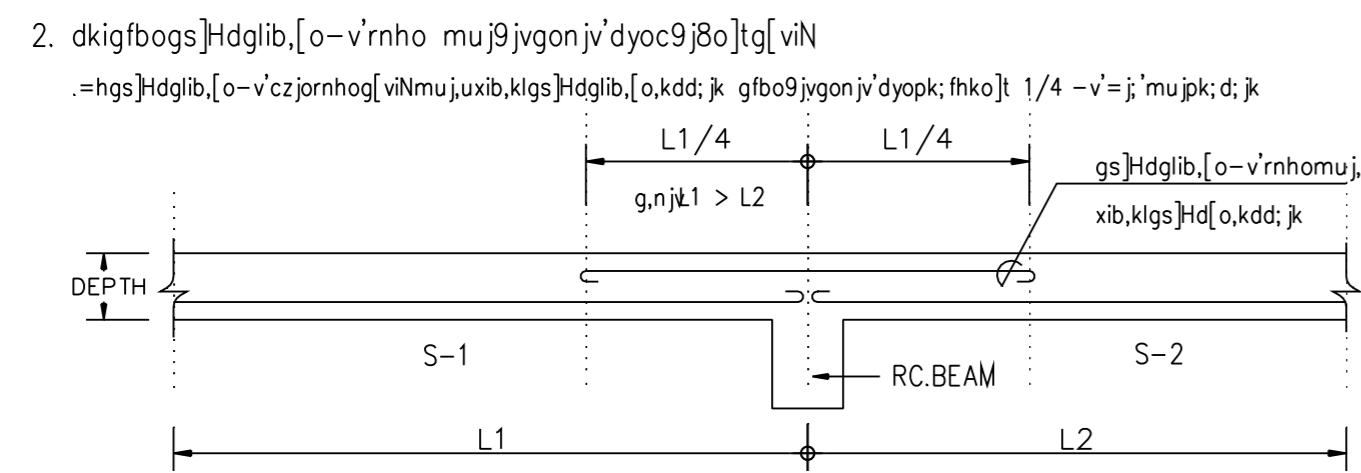 2. dkigfbogs]Hdglib,[o-v'rnho muj9jvgonjv'dyoc9j8o]tg[viN
.=hgs]Hdglib,[o-v'czjornhog[viNmuj,uxib,klgs]Hdglib,[o,kdd;jk gfbo9jvgonjv'dyopk;fhko]t 1/4 -v'=j;'mujpk;d;jk
L1/4 L1/4
g,njvL1 > L2
gs]Hdglib,[o-v'rnhomuj,
xib,klgs]Hd[o,kdd;jk
DEPTH
S-1
S-2
RC.BEAM
L1
L2